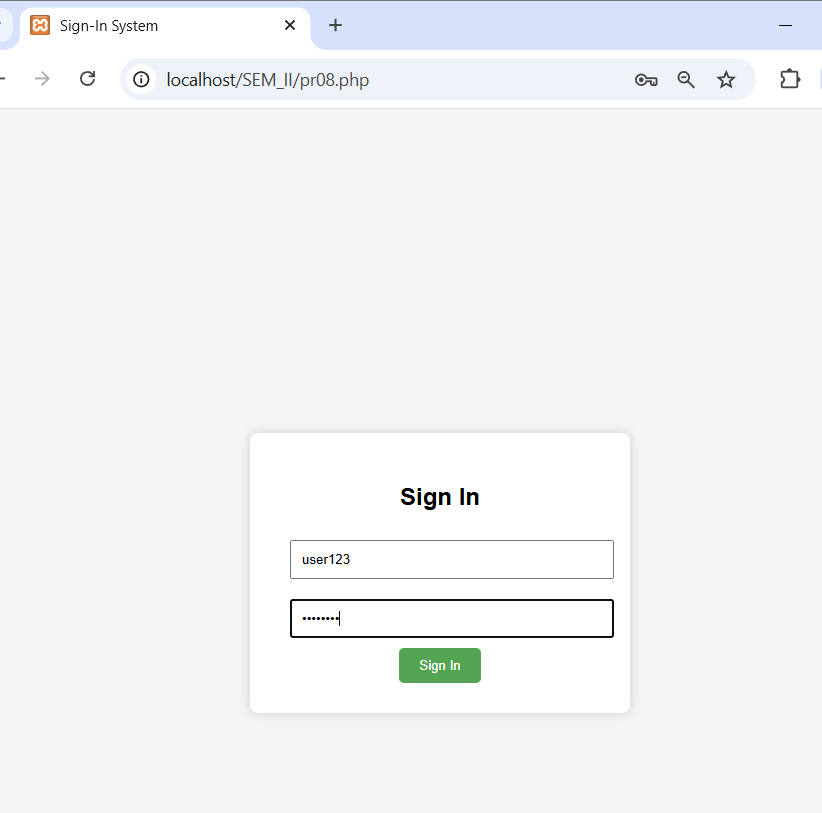 Sign-In System
localhost/SEM_II/pr08.php
Sign In
user123
••••••••
Sign In